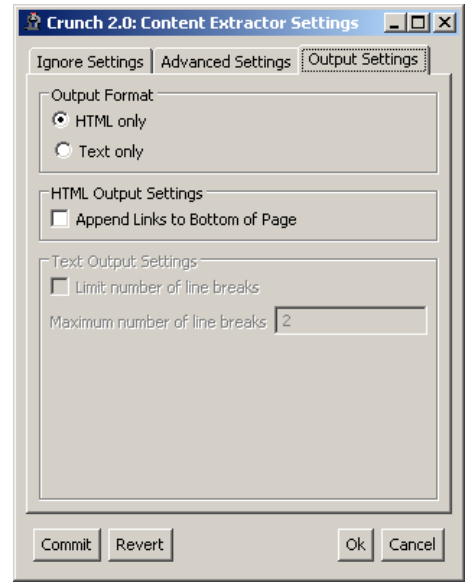 Crunch 2.0: Content Extractor Settings
Ignore Settings Advanced Settings Output Settings
Output Format
HTML only
Text only
HTML Output Settings
Append Links to Bottom of Page
Text Output Settings
Limit number of line breaks
Maximum number of line breaks 2
Commit Revert Ok Cancel